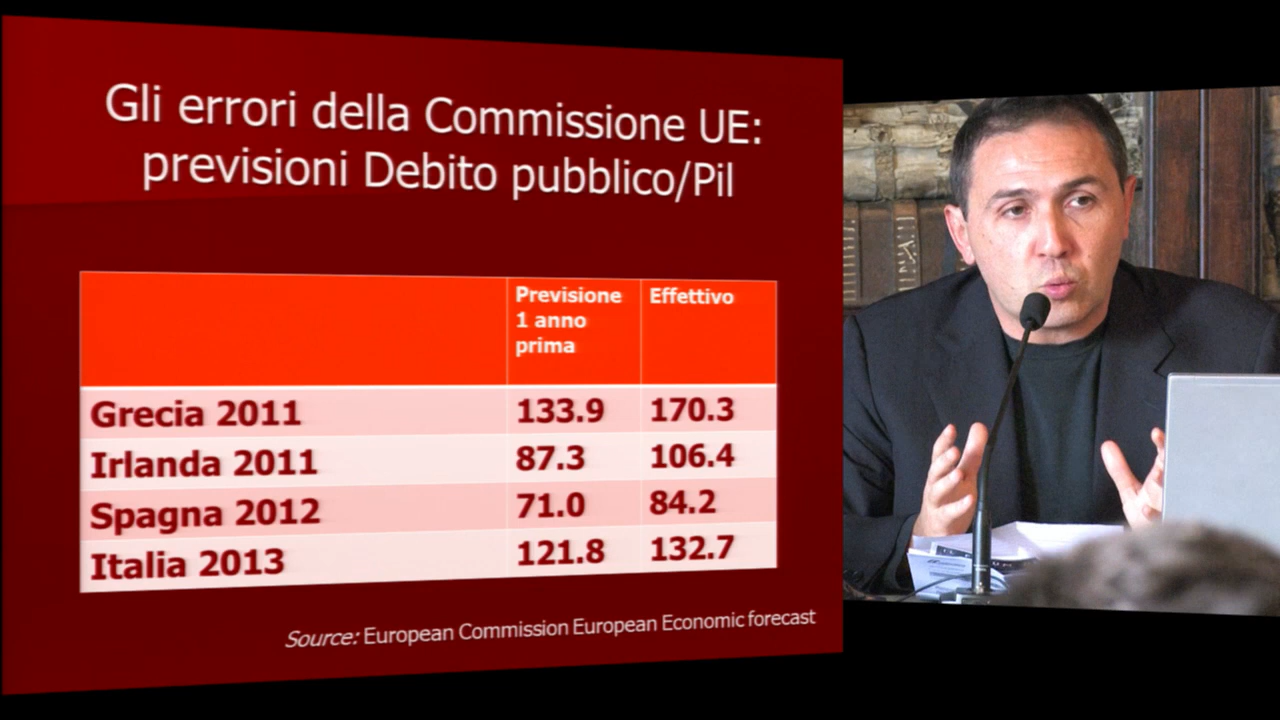 Gli errori della Commissione UE:
previsioni Debito pubblico/Pil
Previsione
1 anno
prima
Effettivo
Grecia 2011 133.9 170.3
Irlanda 2011 87.3 106.4
Spagna 2012 71.0 84.2
Italia 2013 121.8 132.7
Source: European Commission European Economic forecast